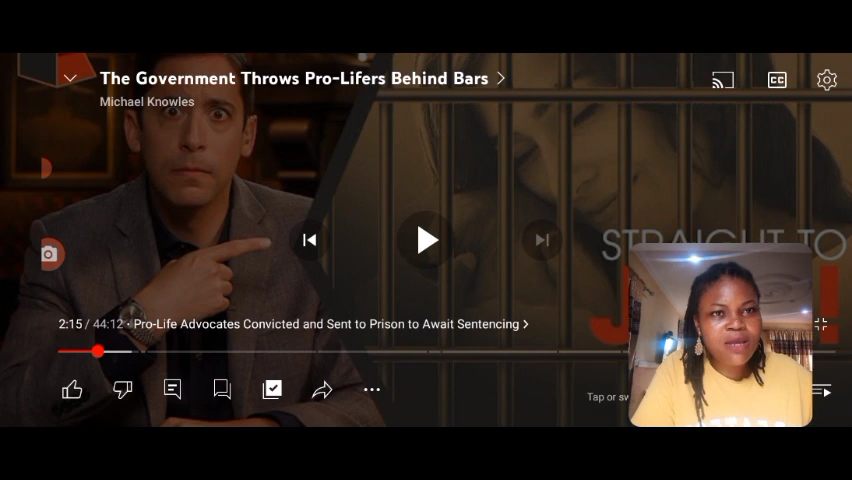 The Government Throws Pro-Lifers Behind Bars
Michael Knowles
CC
STRAIGHT TO
2:15 / 44:12 · Pro-Life Advocates Convicted and Sent to Prison to Await Sentencing
Tap or